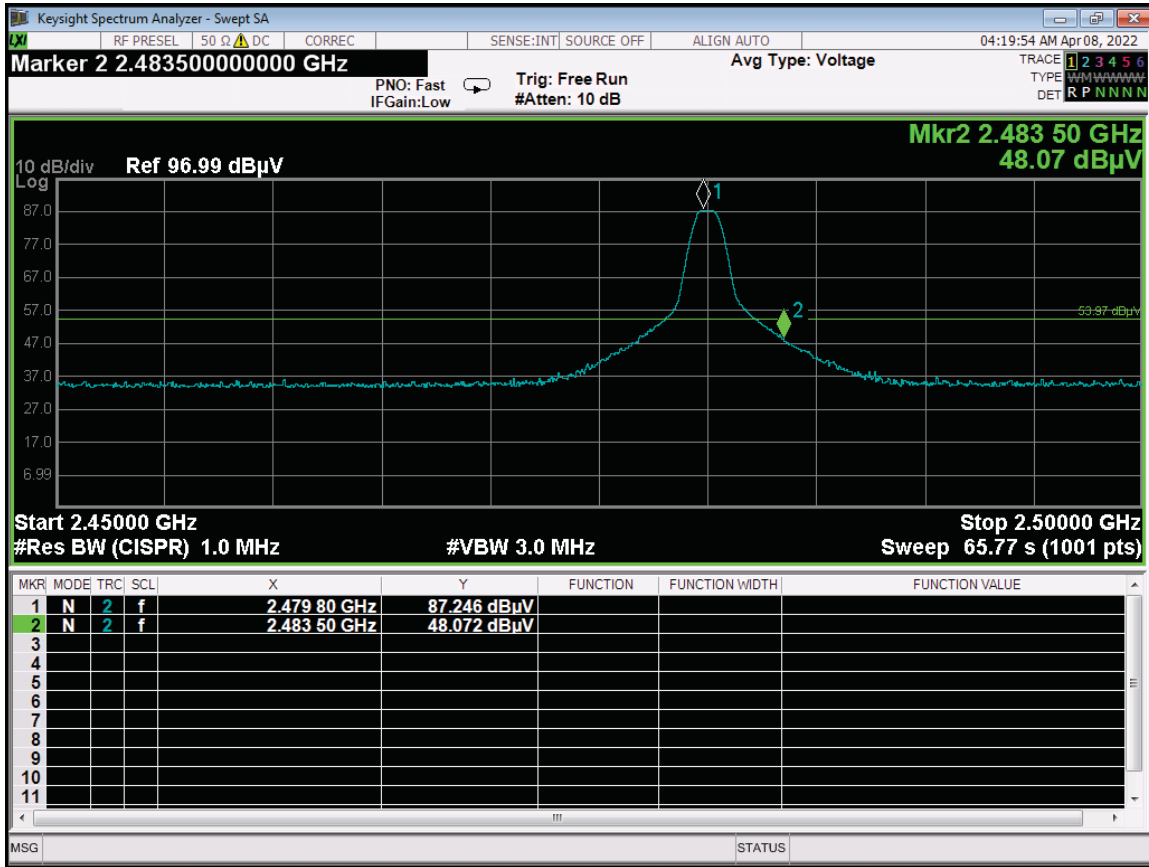 Keysight Spectrum Analyzer - Swept SA
LXI RF PRESEL 50 Ω DC CORREC SENSE:INT SOURCE OFF ALIGN AUTO 04:19:54 AM Apr 08, 2022
Marker 2 2.483500000000 GHz
PNO: Fast
IFGain:Low
Trig: Free Run
#Atten: 10 dB
Avg Type: Voltage
TRACE 1 2 3 4 5 6
TYPE WMWWWW
DET R P N N N N
Mkr2 2.483 50 GHz
48.07 dBµV
10 dB/div Ref 96.99 dBµV
Log
1
87.0
77.0
67.0
57.0
2
53.97 dBµV
47.0
37.0
27.0
17.0
6.99
Start 2.45000 GHz Stop 2.50000 GHz
#Res BW (CISPR) 1.0 MHz #VBW 3.0 MHz Sweep 65.77 s (1001 pts)
MKR MODE TRC SCL X Y FUNCTION FUNCTION WIDTH FUNCTION VALUE
1 N 2 f 2.479 80 GHz 87.246 dBµV
2 N 2 f 2.483 50 GHz 48.072 dBµV
3
4
5
6
7
8
9
10
11
MSG STATUS